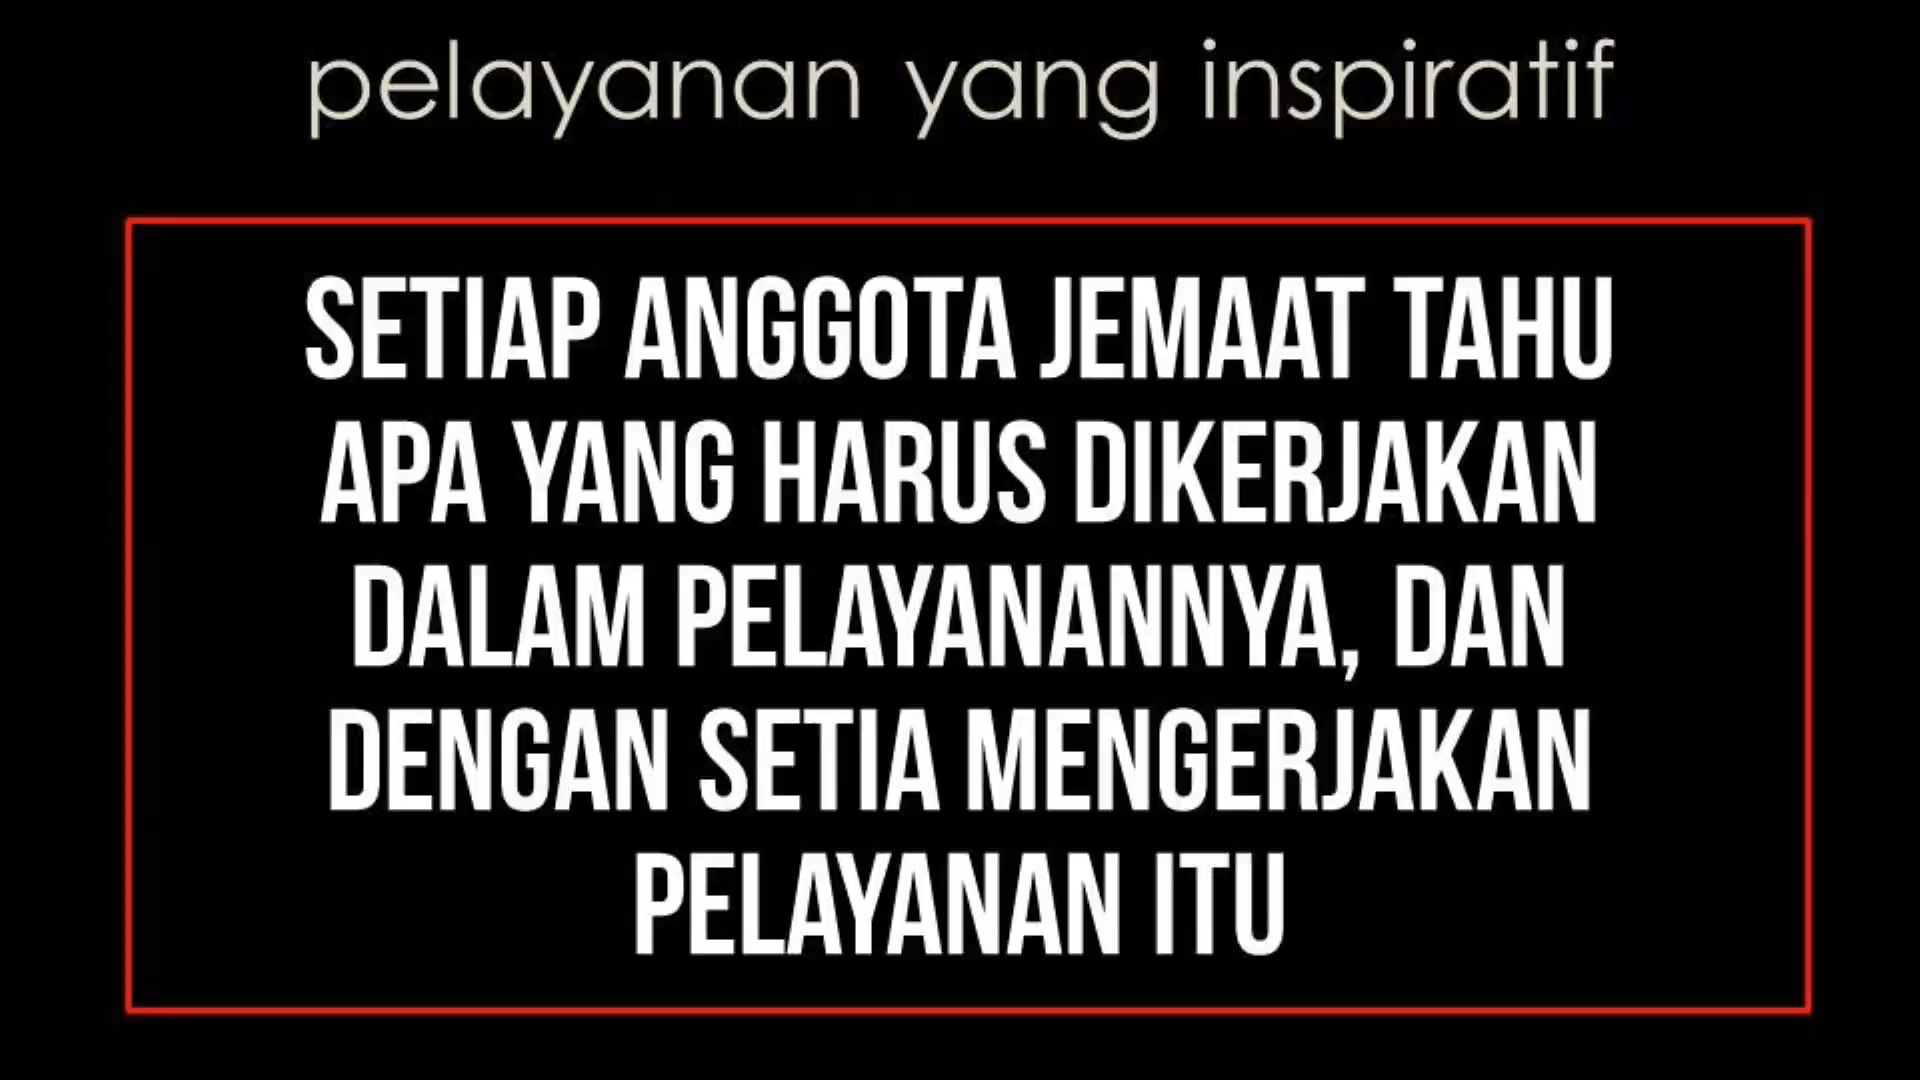 pelayanan yang inspiratif
SETIAP ANGGOTA JEMAAT TAHU
APA YANG HARUS DIKERJAKAN
DALAM PELAYANANNYA, DAN
DENGAN SETIA MENGERJAKAN
PELAYANAN ITU